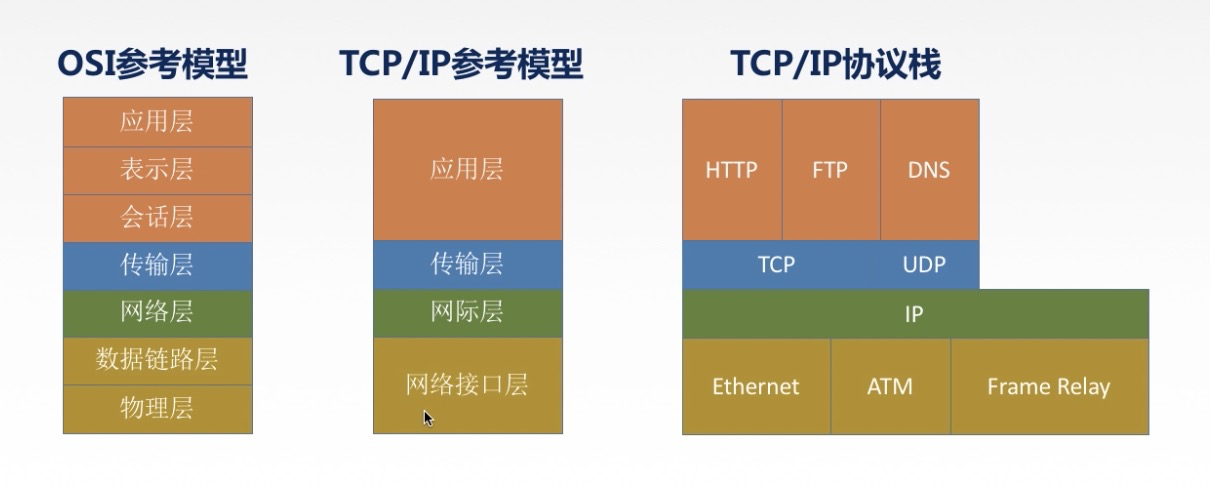 OSI参考模型
应用层
表示层
会话层
传输层
网络层
数据链路层
物理层
TCP/IP参考模型
应用层
传输层
网际层
网络接口层
TCP/IP协议栈
HTTP FTP DNS
TCP UDP
IP
Ethernet ATM Frame Relay